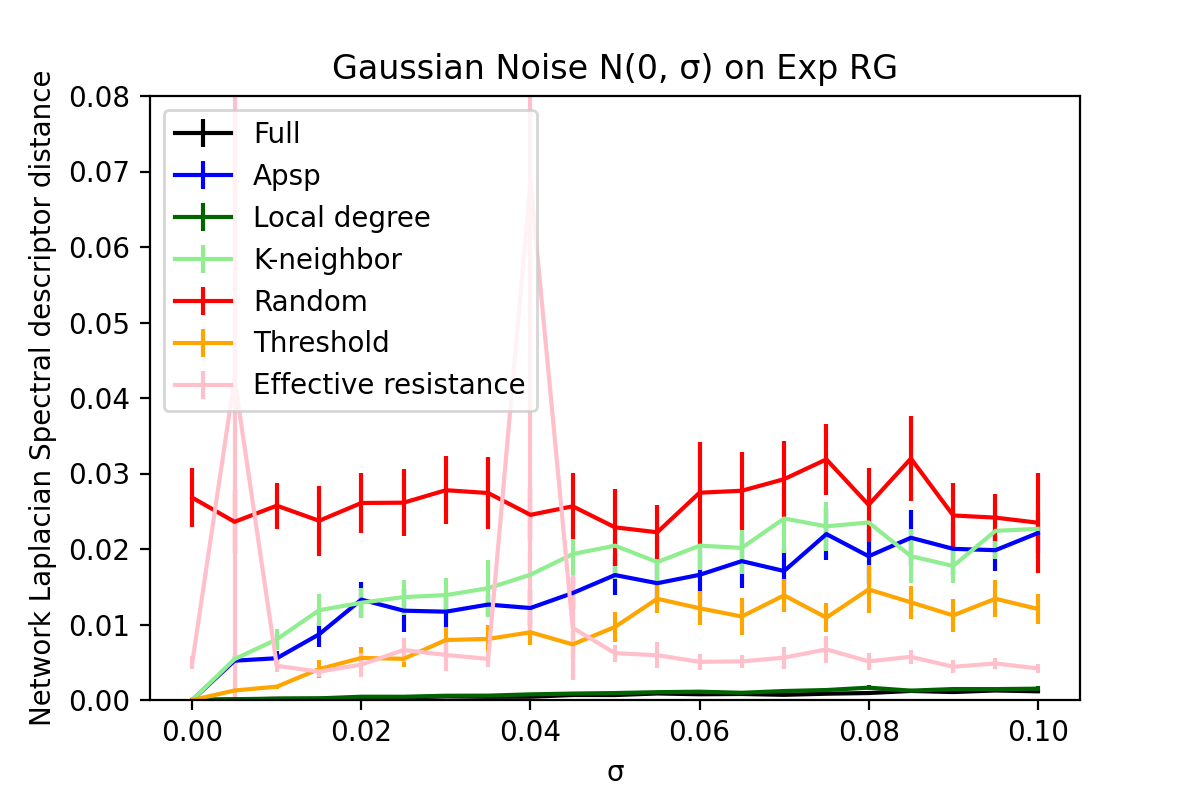 Gaussian Noise N(0, σ) on Exp RG
Network Laplacian Spectral descriptor distance
0.08
0.07
0.06
0.05
0.04
0.03
0.02
0.01
0.00
Full
Apsp
Local degree
K-neighbor
Random
Threshold
Effective resistance
0.00 0.02 0.04 0.06 0.08 0.10
σ